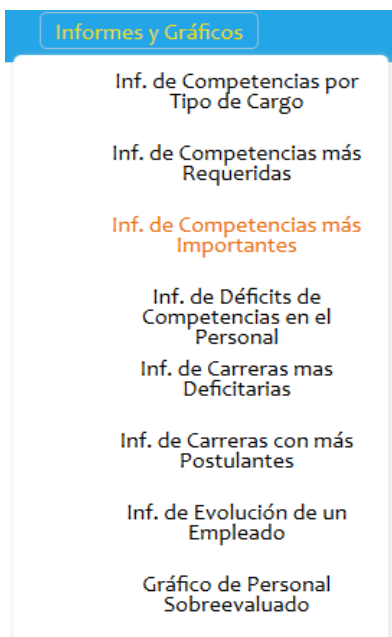 Informes y Gráficos
Inf. de Competencias por
Tipo de Cargo
Inf. de Competencias más
Requeridas
Inf. de Competencias más
Importantes
Inf. de Déficits de
Competencias en el
Personal
Inf. de Carreras mas
Deficitarias
Inf. de Carreras con más
Postulantes
Inf. de Evolución de un
Empleado
Gráfico de Personal
Sobreevaluado